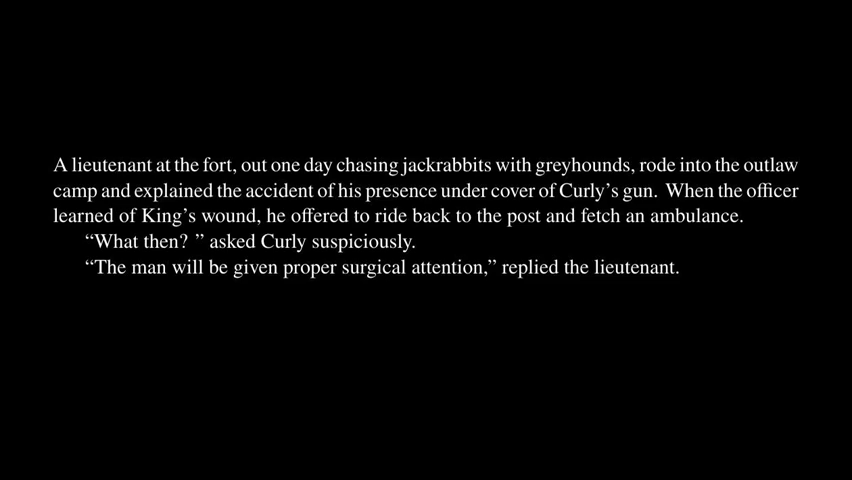 A lieutenant at the fort, out one day chasing jackrabbits with greyhounds, rode into the outlaw
camp and explained the accident of his presence under cover of Curly’s gun. When the officer
learned of King’s wound, he offered to ride back to the post and fetch an ambulance.
“What then? ” asked Curly suspiciously.
“The man will be given proper surgical attention,” replied the lieutenant.